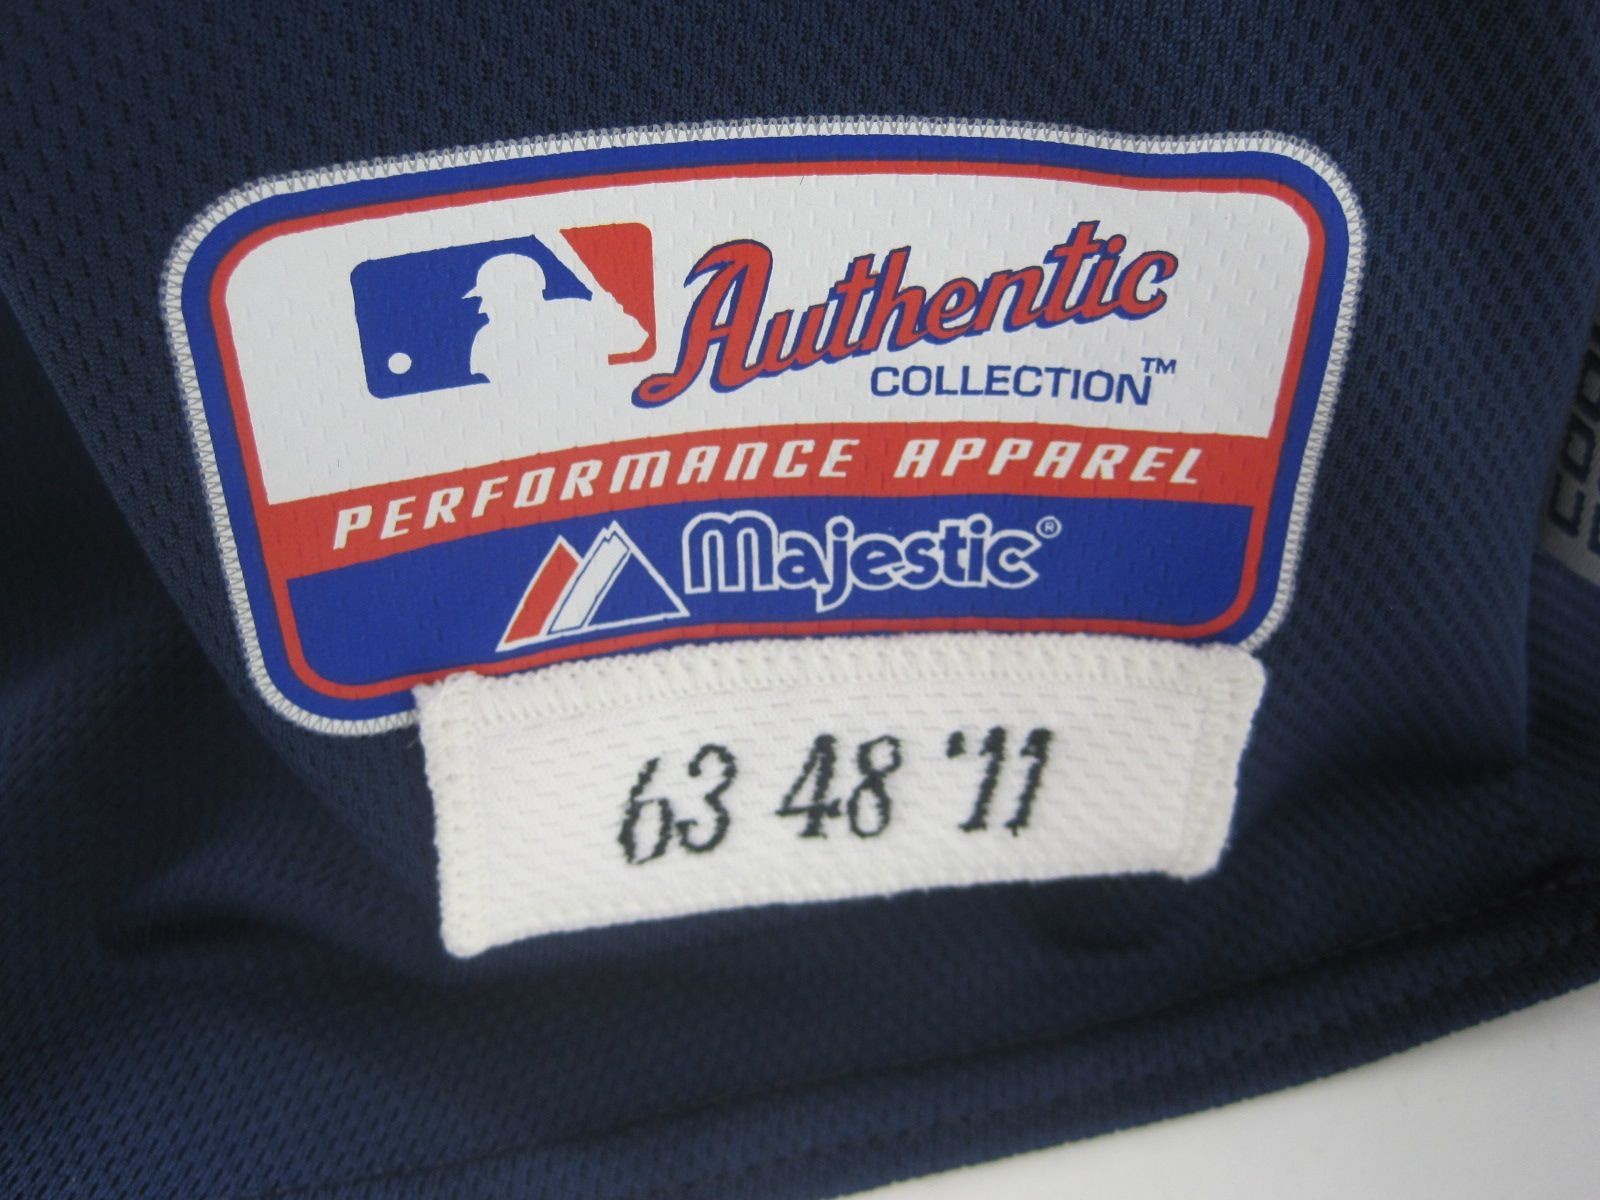 Authentic
COLLECTION™
PERFORMANCE APPAREL
Majestic®
63 48 '11